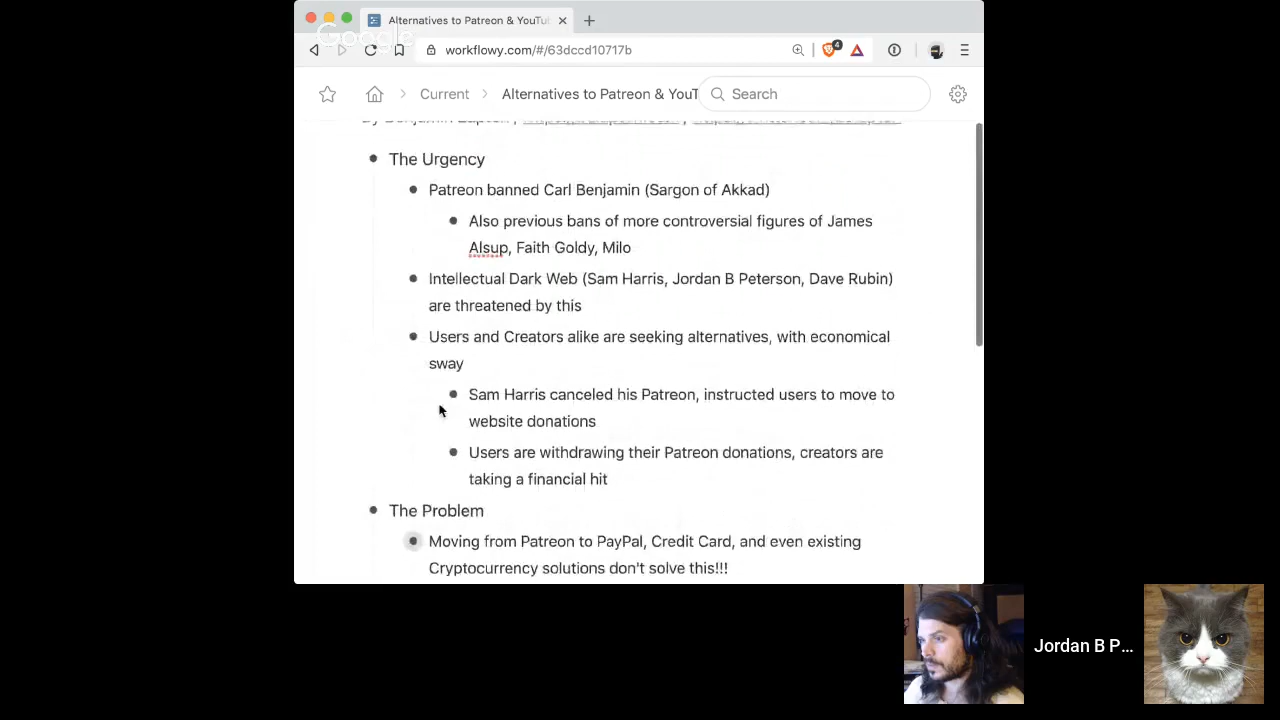 Alternatives to Patreon & YouTu
Google
workflowy.com/#/63dccd10717b
4
Current
Alternatives to Patreon & YouT
Search
The Urgency
Patreon banned Carl Benjamin (Sargon of Akkad)
Also previous bans of more controversial figures of James
Alsup, Faith Goldy, Milo
Intellectual Dark Web (Sam Harris, Jordan B Peterson, Dave Rubin)
are threatened by this
Users and Creators alike are seeking alternatives, with economical
sway
Sam Harris canceled his Patreon, instructed users to move to
website donations
Users are withdrawing their Patreon donations, creators are
taking a financial hit
The Problem
Moving from Patreon to PayPal, Credit Card, and even existing
Cryptocurrency solutions don't solve this!!!
Jordan B P...